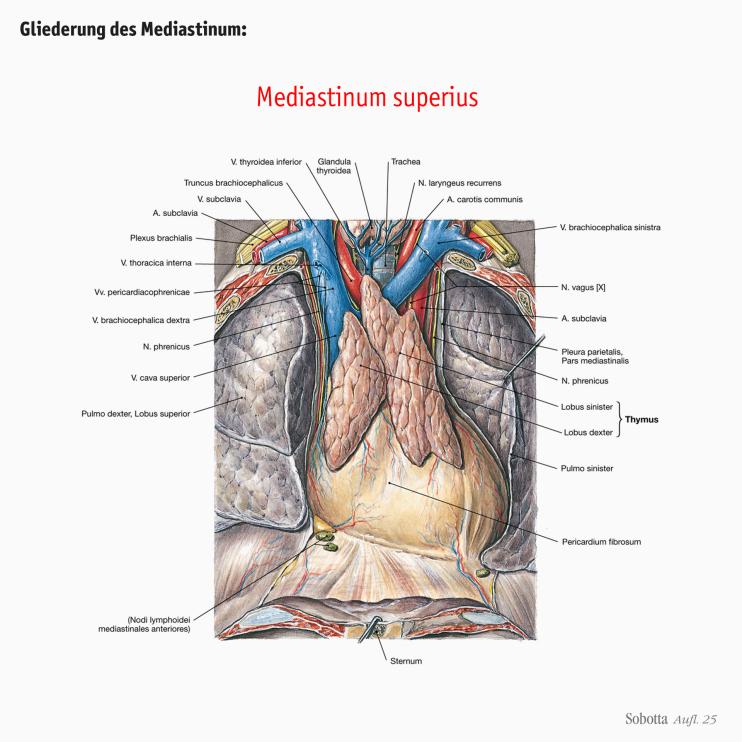 Gliederung des Mediastinum:
Mediastinum superius
V. thyroidea inferior
Glandula
thyroidea
Trachea
Truncus brachiocephalicus
N. laryngeus recurrens
V. subclavia
A. carotis communis
A. subclavia
V. brachiocephalica sinistra
Plexus brachialis
V. thoracica interna
N. vagus [X]
Vv. pericardiacophrenicae
A. subclavia
V. brachiocephalica dextra
N. phrenicus
Pleura parietalis,
Pars mediastinalis
V. cava superior
N. phrenicus
Pulmo dexter, Lobus superior
Lobus sinister
Thymus
Lobus dexter
Pulmo sinister
Pericardium fibrosum
(Nodi lymphoidei
mediastinales anteriores)
Sternum
Sobotta Aufl. 25